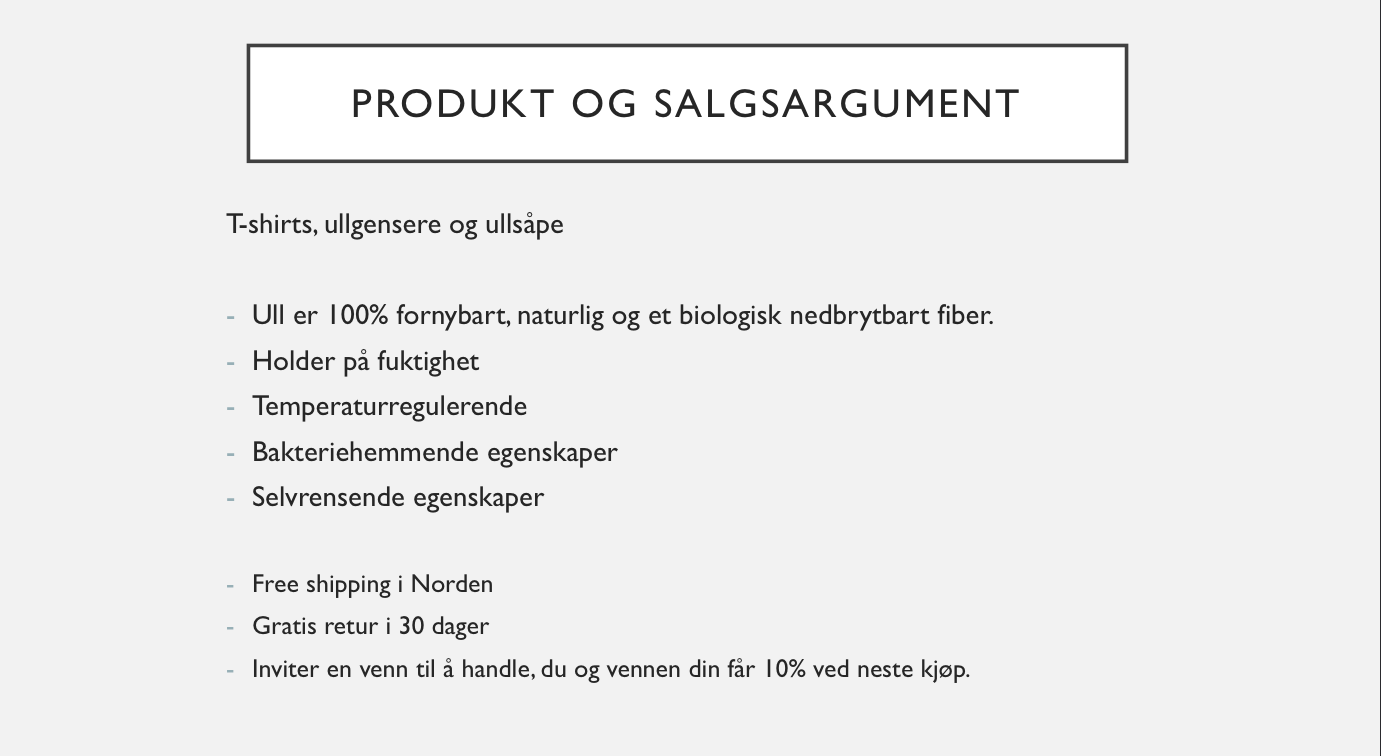 PRODUKT OG SALGSARGUMENT
T-shirts, ullgensere og ullsåpe
- Ull er 100% fornybart, naturlig og et biologisk nedbrytbart fiber.
- Holder på fuktighet
- Temperaturregulerende
- Bakteriehemmende egenskaper
- Selvrensende egenskaper
- Free shipping i Norden
- Gratis retur i 30 dager
- Inviter en venn til å handle, du og vennen din får 10% ved neste kjøp.